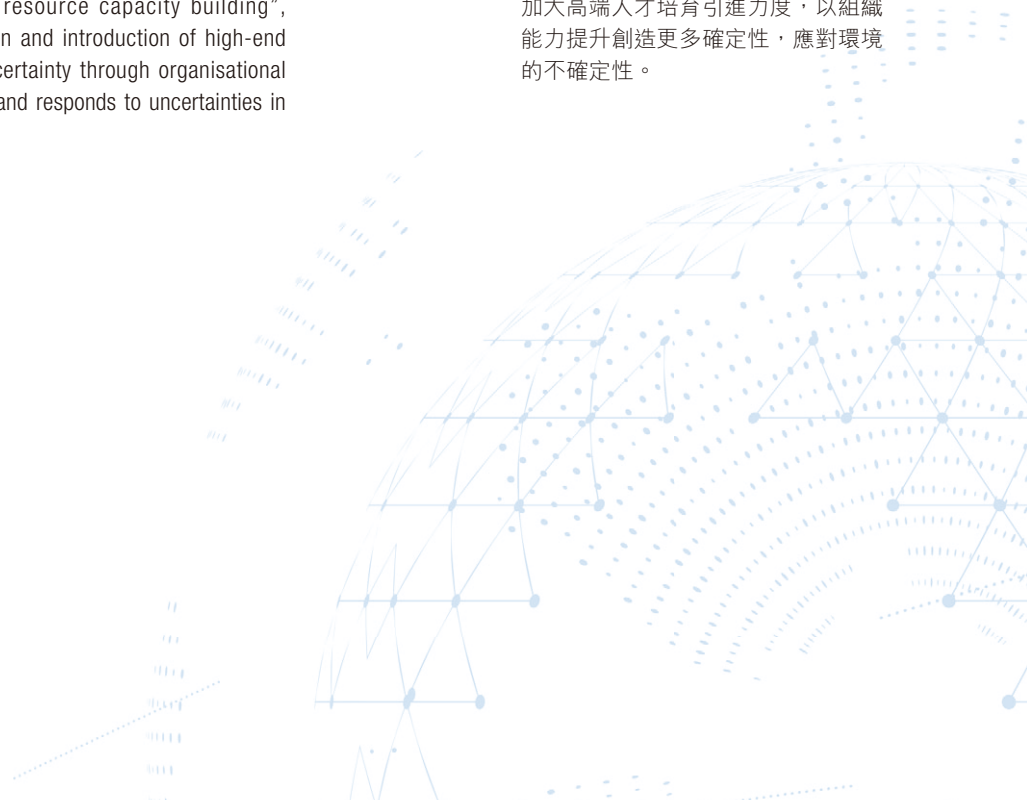 resource capacity building”,
n and introduction of high-end
certainty through organisational
and responds to uncertainties in
加大高端人才培育引進力度，以組織
能力提升創造更多確定性，應對環境
的不確定性。